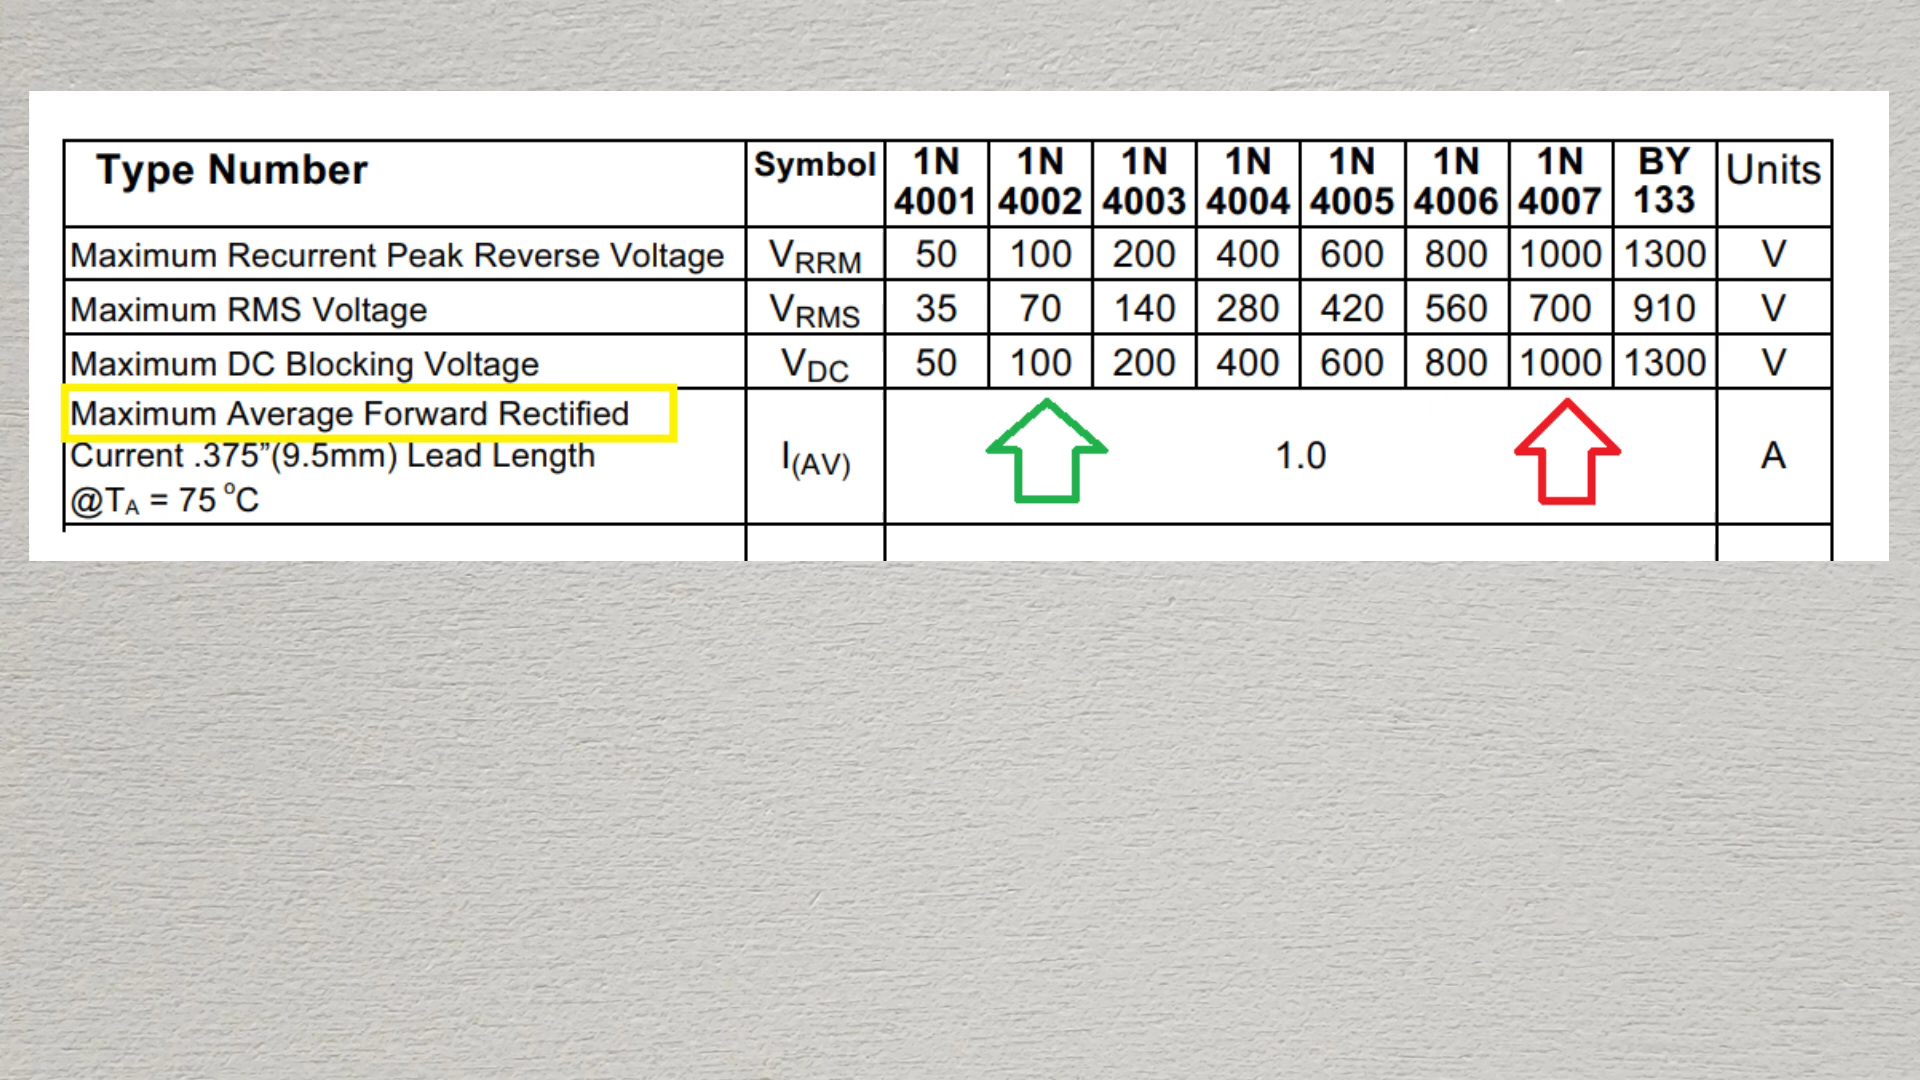 Type Number Symbol 1N 4001 1N 4002 1N 4003 1N 4004 1N 4005 1N 4006 1N 4007 BY 133 Units
Maximum Recurrent Peak Reverse Voltage VRRM 50 100 200 400 600 800 1000 1300 V
Maximum RMS Voltage VRMS 35 70 140 280 420 560 700 910 V
Maximum DC Blocking Voltage VDC 50 100 200 400 600 800 1000 1300 V
Maximum Average Forward Rectified
Current .375”(9.5mm) Lead Length I(AV) 1.0 A
@TA = 75 °C